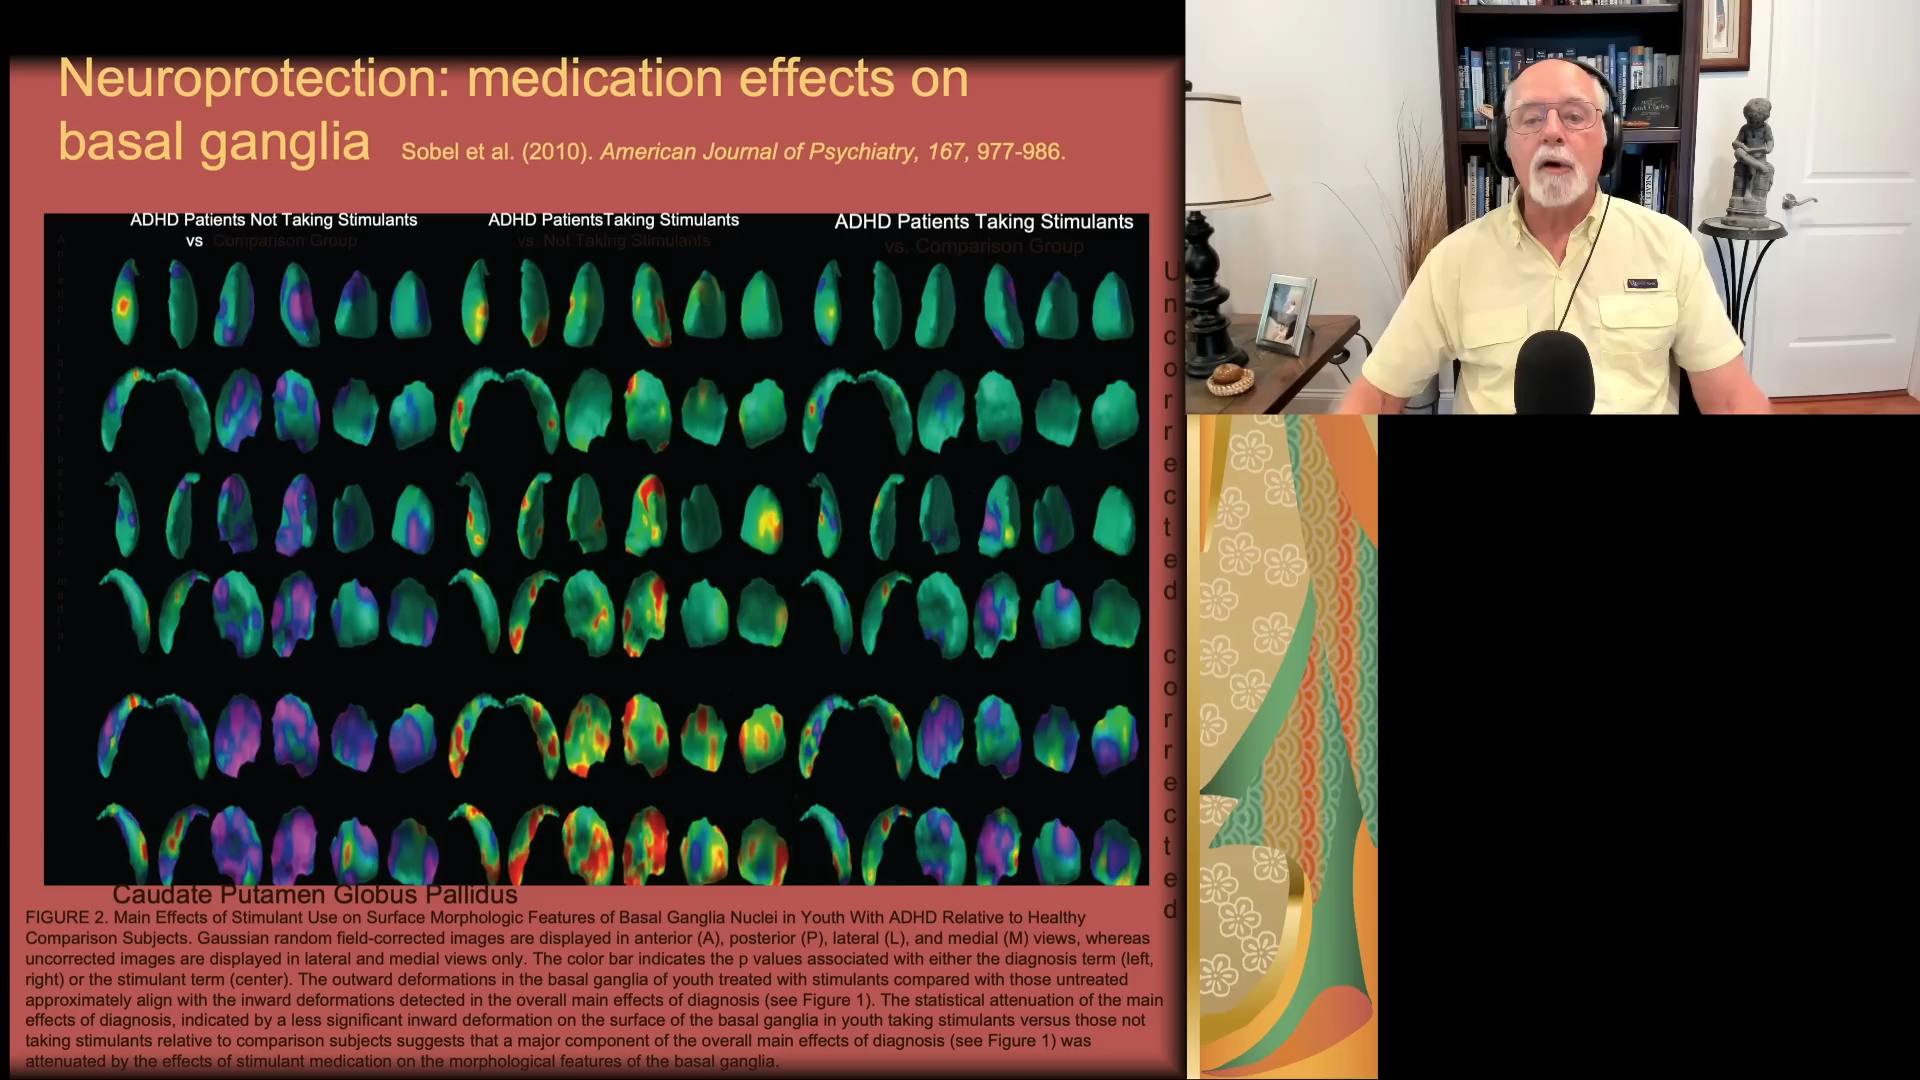 Neuroprotection: medication effects on
basal ganglia Sobel et al. (2010). American Journal of Psychiatry, 167, 977-986.
ADHD Patients Not Taking Stimulants
vs Comparison Group
ADHD PatientsTaking Stimulants
vs. Not Taking Stimulants
ADHD Patients Taking Stimulants
vs. Comparison Group
Uncorrected corrected
Caudate Putamen Globus Pallidus
FIGURE 2. Main Effects of Stimulant Use on Surface Morphologic Features of Basal Ganglia Nuclei in Youth With ADHD Relative to Healthy
Comparison Subjects. Gaussian random field-corrected images are displayed in anterior (A), posterior (P), lateral (L), and medial (M) views, whereas
uncorrected images are displayed in lateral and medial views only. The color bar indicates the p values associated with either the diagnosis term (left,
right) or the stimulant term (center). The outward deformations in the basal ganglia of youth treated with stimulants compared with those untreated
approximately align with the inward deformations detected in the overall main effects of diagnosis (see Figure 1). The statistical attenuation of the main
effects of diagnosis, indicated by a less significant inward deformation on the surface of the basal ganglia in youth taking stimulants versus those not
taking stimulants relative to comparison subjects suggests that a major component of the overall main effects of diagnosis (see Figure 1) was
attenuated by the effects of stimulant medication on the morphological features of the basal ganglia.